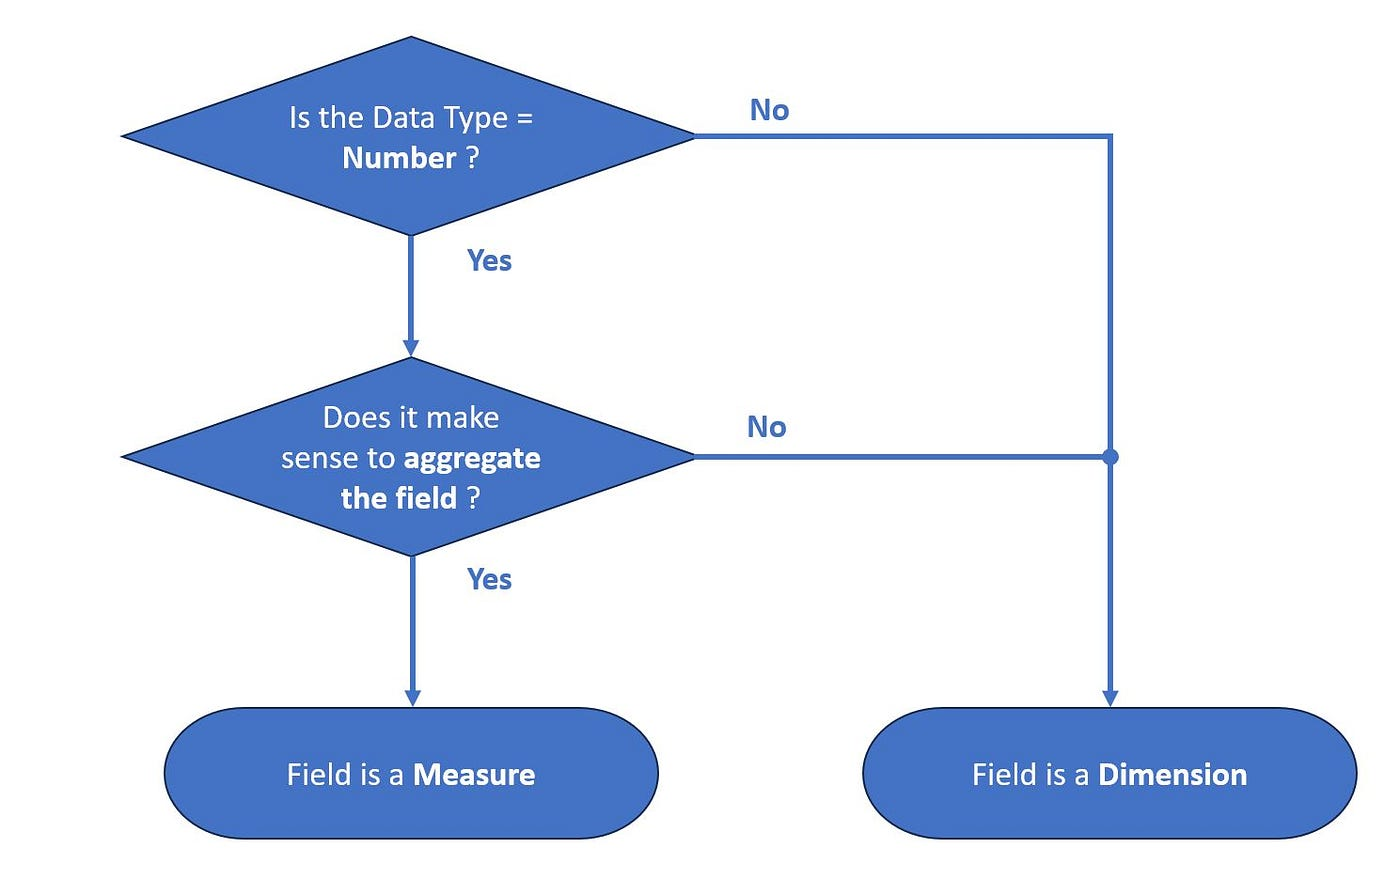 Is the Data Type =
Number ?
No
Yes
Does it make
sense to aggregate
the field ?
No
Yes
Field is a Measure
Field is a Dimension